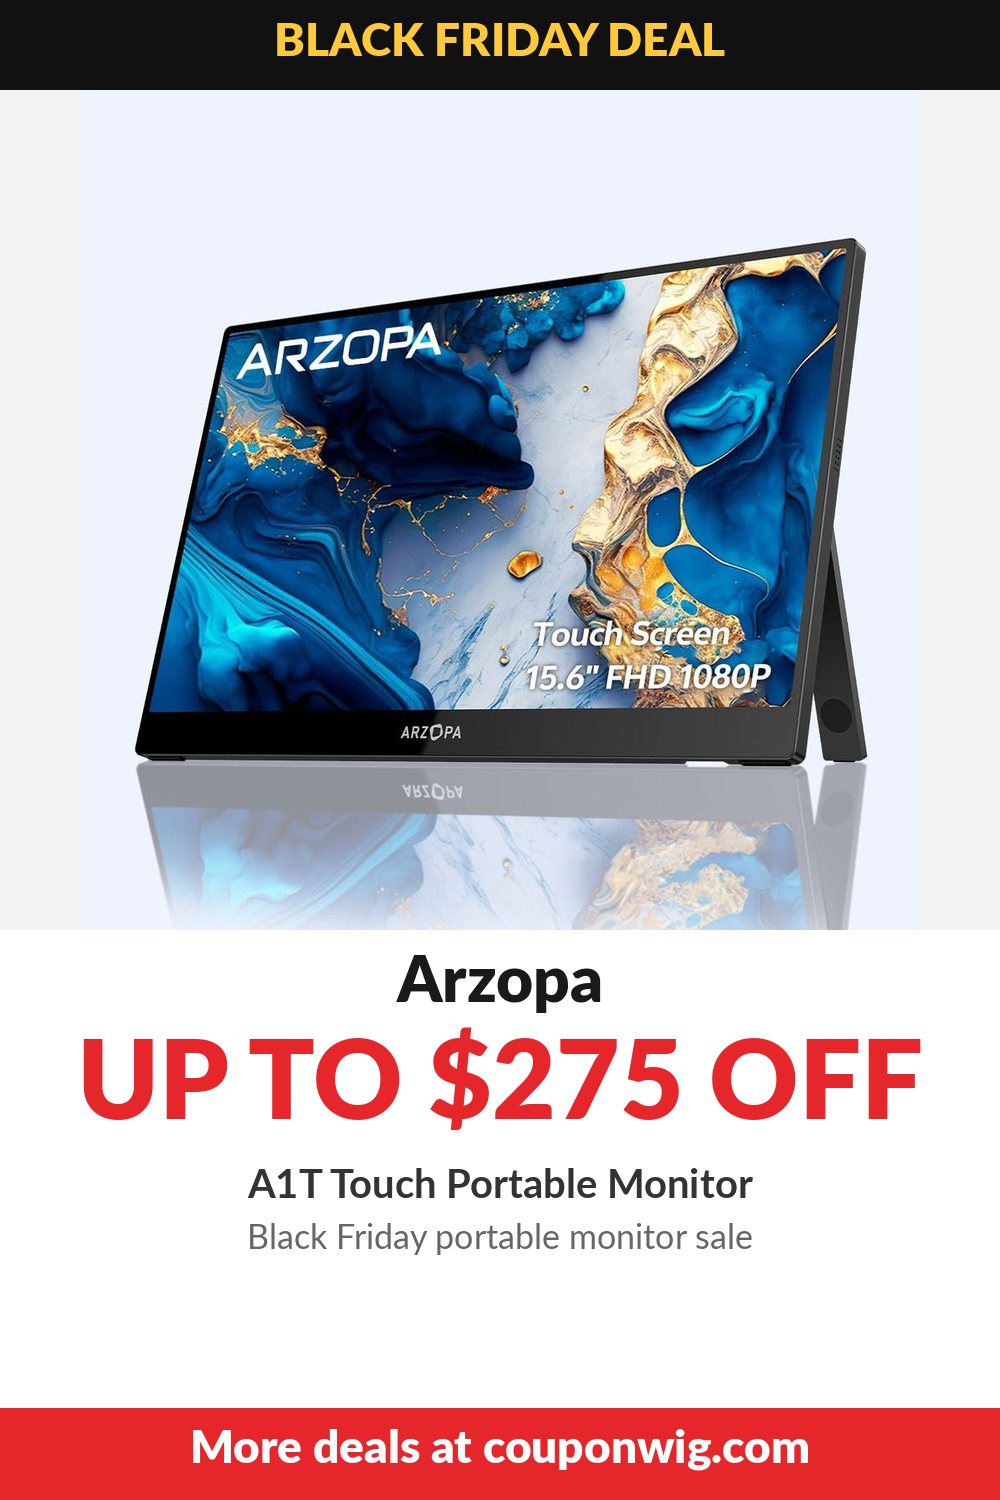 BLACK FRIDAY DEAL
ARZOPA
Touch Screen
15.6" FHD 1080P
ARZOPA
ARZOPA
Arzopa
UP TO $275 OFF
A1T Touch Portable Monitor
Black Friday portable monitor sale
More deals at couponwig.com